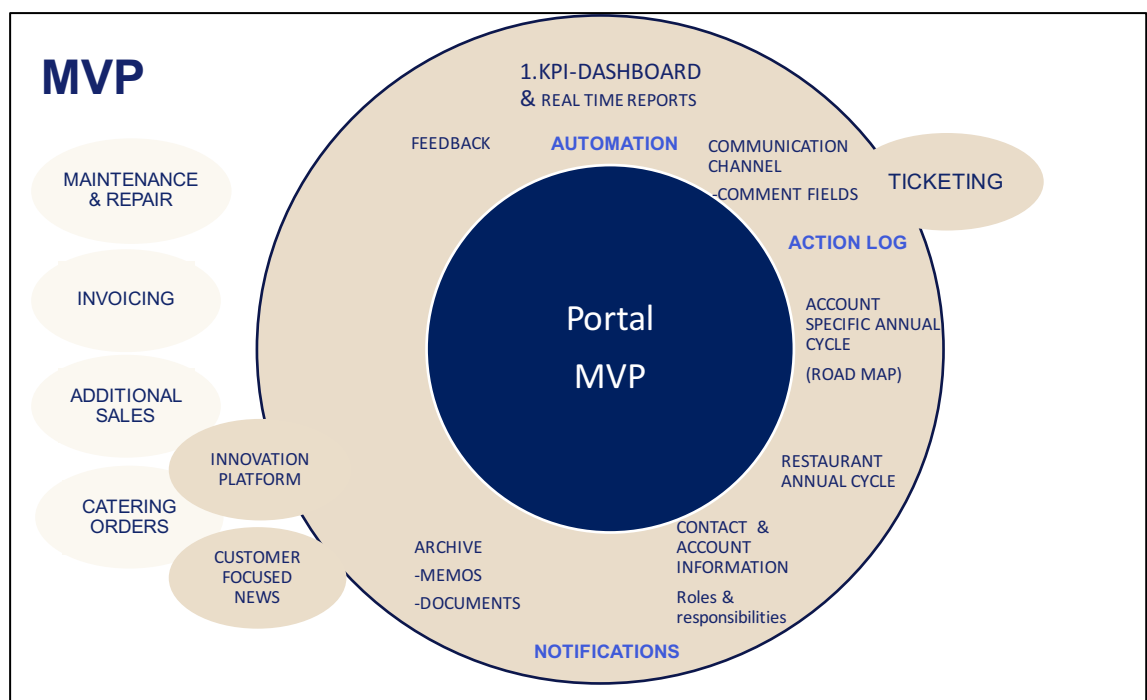 MVP
1.KPI-DASHBOARD
& REAL TIME REPORTS
FEEDBACK
AUTOMATION
COMMUNICATION
CHANNEL
-COMMENT FIELDS
TICKETING
ACTION LOG
ACCOUNT
SPECIFIC ANNUAL
CYCLE
(ROAD MAP)
RESTAURANT
ANNUAL CYCLE
CONTACT &
ACCOUNT
INFORMATION
Roles &
responsibilities
NOTIFICATIONS
ARCHIVE
-MEMOS
-DOCUMENTS
Portal
MVP
MAINTENANCE
& REPAIR
INVOICING
ADDITIONAL
SALES
CATERING
ORDERS
INNOVATION
PLATFORM
CUSTOMER
FOCUSED
NEWS